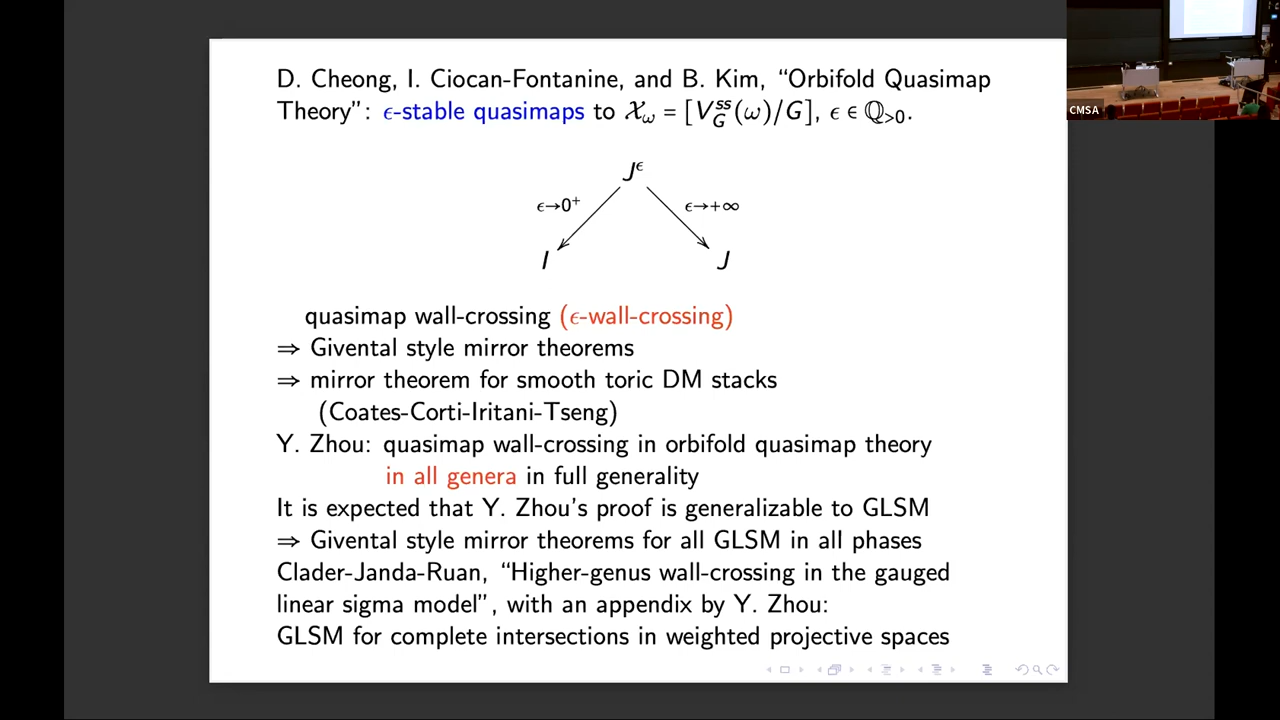 D. Cheong, I. Ciocan-Fontanine, and B. Kim, “Orbifold Quasimap
Theory”: ϵ-stable quasimaps to 𝒳_ω = [V_G^{ss}(ω)/G], ϵ ∈ ℚ_{>0}.
J^ϵ
ϵ→0⁺ ϵ→+∞
I J
quasimap wall-crossing (ϵ-wall-crossing)
⇒ Givental style mirror theorems
⇒ mirror theorem for smooth toric DM stacks
(Coates-Corti-Iritani-Tseng)
Y. Zhou: quasimap wall-crossing in orbifold quasimap theory
in all genera in full generality
It is expected that Y. Zhou’s proof is generalizable to GLSM
⇒ Givental style mirror theorems for all GLSM in all phases
Clader-Janda-Ruan, “Higher-genus wall-crossing in the gauged
linear sigma model”, with an appendix by Y. Zhou:
GLSM for complete intersections in weighted projective spaces
CMSA